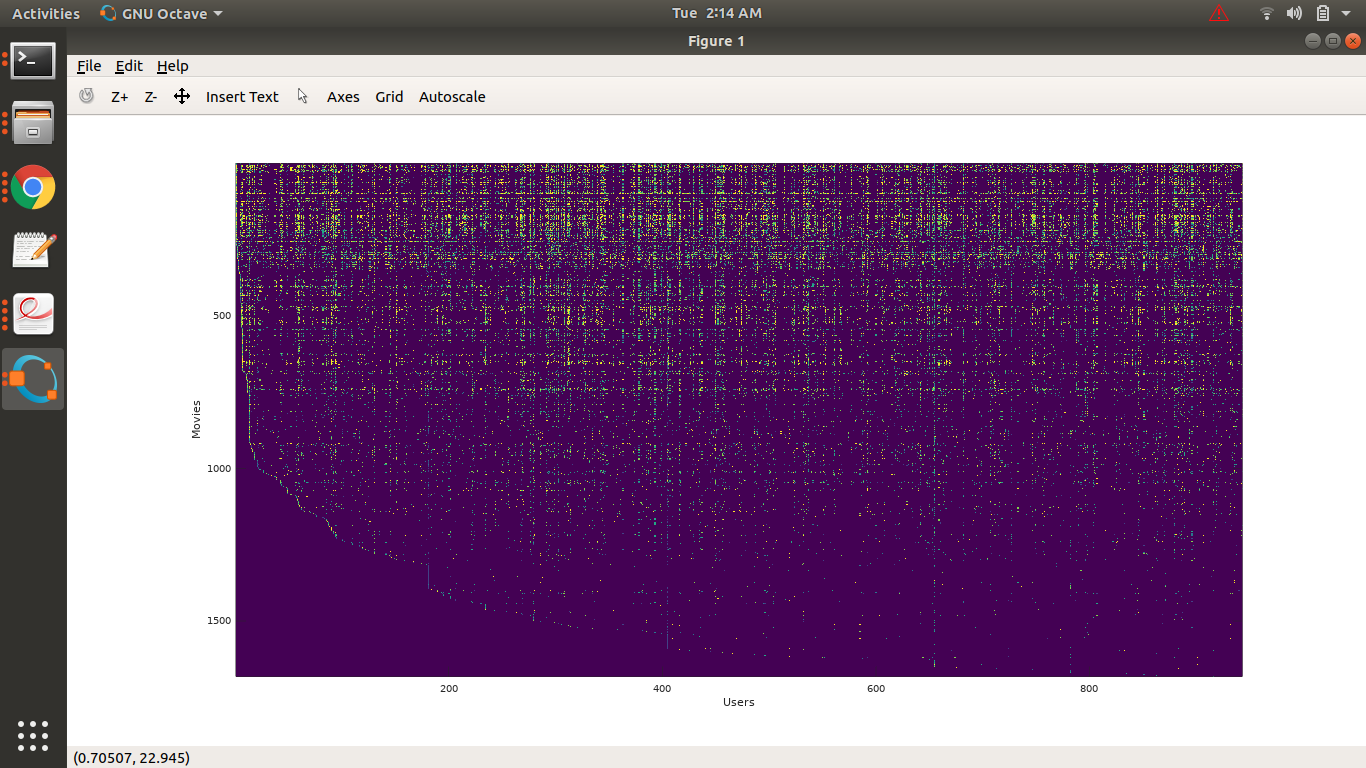 Activities GNU Octave Tue 2:14 AM
Figure 1
File Edit Help
Z+ Z- Insert Text Axes Grid Autoscale
500
1000
1500
Movies
200 400 600 800
Users
(0.70507, 22.945)